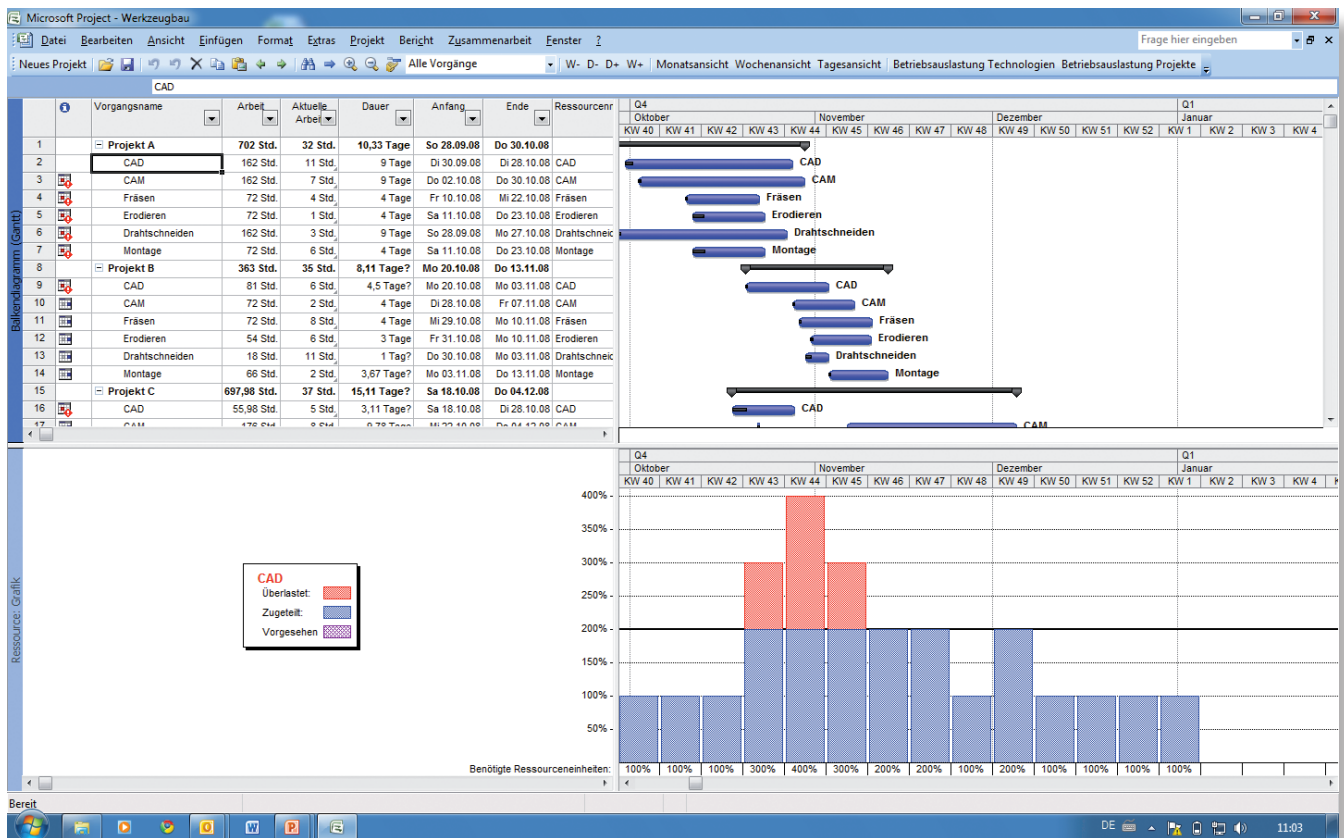 Microsoft Project - Werkzeugbau
Datei Bearbeiten Ansicht Einfügen Format Extras Projekt Bericht Zusammenarbeit Fenster ? Frage hier eingeben
Neues Projekt Alle Vorgänge W- D- D+ W+ Monatsansicht Wochenansicht Tagesansicht Betriebsauslastung Technologien Betriebsauslastung Projekte
CAD
Vorgangsname Arbeit Aktuelle Arbeit Dauer Anfang Ende Ressourcenr
Q4 Q1
Oktober November Dezember Januar
KW 40 KW 41 KW 42 KW 43 KW 44 KW 45 KW 46 KW 47 KW 48 KW 49 KW 50 KW 51 KW 52 KW 1 KW 2 KW 3 KW 4
1 Projekt A 702 Std. 32 Std. 10,33 Tage So 28.09.08 Do 30.10.08
2 CAD 162 Std. 11 Std. 9 Tage Di 30.09.08 Di 28.10.08 CAD CAD
3 CAM 162 Std. 7 Std. 9 Tage Do 02.10.08 Do 30.10.08 CAM CAM
4 Fräsen 72 Std. 4 Std. 4 Tage Fr 10.10.08 Mi 22.10.08 Fräsen Fräsen
5 Erodieren 72 Std. 1 Std. 4 Tage Sa 11.10.08 Do 23.10.08 Erodieren Erodieren
6 Drahtschneiden 162 Std. 3 Std. 9 Tage So 28.09.08 Mo 27.10.08 Drahtschneic Drahtschneiden
7 Montage 72 Std. 6 Std. 4 Tage Sa 11.10.08 Do 23.10.08 Montage Montage
8 Projekt B 363 Std. 35 Std. 8,11 Tage? Mo 20.10.08 Do 13.11.08
9 CAD 81 Std. 6 Std. 4,5 Tage? Mo 20.10.08 Mo 03.11.08 CAD CAD
10 CAM 72 Std. 2 Std. 4 Tage Di 28.10.08 Fr 07.11.08 CAM CAM
11 Fräsen 72 Std. 8 Std. 4 Tage Mi 29.10.08 Mo 10.11.08 Fräsen Fräsen
12 Erodieren 54 Std. 6 Std. 3 Tage Fr 31.10.08 Mo 10.11.08 Erodieren Erodieren
13 Drahtschneiden 18 Std. 11 Std. 1 Tag? Do 30.10.08 Mo 03.11.08 Drahtschneic Drahtschneiden
14 Montage 66 Std. 2 Std. 3,67 Tage? Mo 03.11.08 Do 13.11.08 Montage Montage
15 Projekt C 697,98 Std. 37 Std. 15,11 Tage? Sa 18.10.08 Do 04.12.08
16 CAD 55,98 Std. 5 Std. 3,11 Tage? Sa 18.10.08 Di 28.10.08 CAD CAD
17 CAM 176 Std. 8 Std. 9,78 Tage Mi 22.10.08 Do 04.12.08 CAM CAM
Balkendiagramm (Gantt)
Q4 Q1
Oktober November Dezember Januar
KW 40 KW 41 KW 42 KW 43 KW 44 KW 45 KW 46 KW 47 KW 48 KW 49 KW 50 KW 51 KW 52 KW 1 KW 2 KW 3 KW 4
400%
350%
300%
250%
200%
150%
100%
50%
CAD
Überlastet:
Zugeteilt:
Vorgesehen
Ressource: Grafik
Benötigte Ressourceneinheiten: 100% 100% 100% 300% 400% 300% 200% 200% 100% 200% 100% 100% 100% 100%
Bereit
DE 11:03